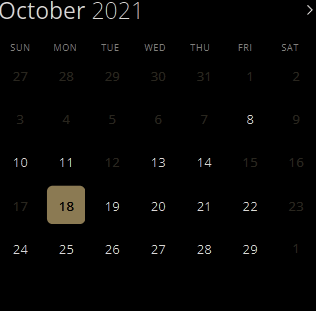 October 2021
SUN MON TUE WED THU FRI SAT
27 28 29 30 31 1 2
3 4 5 6 7 8 9
10 11 12 13 14 15 16
17 18 19 20 21 22 23
24 25 26 27 28 29 1